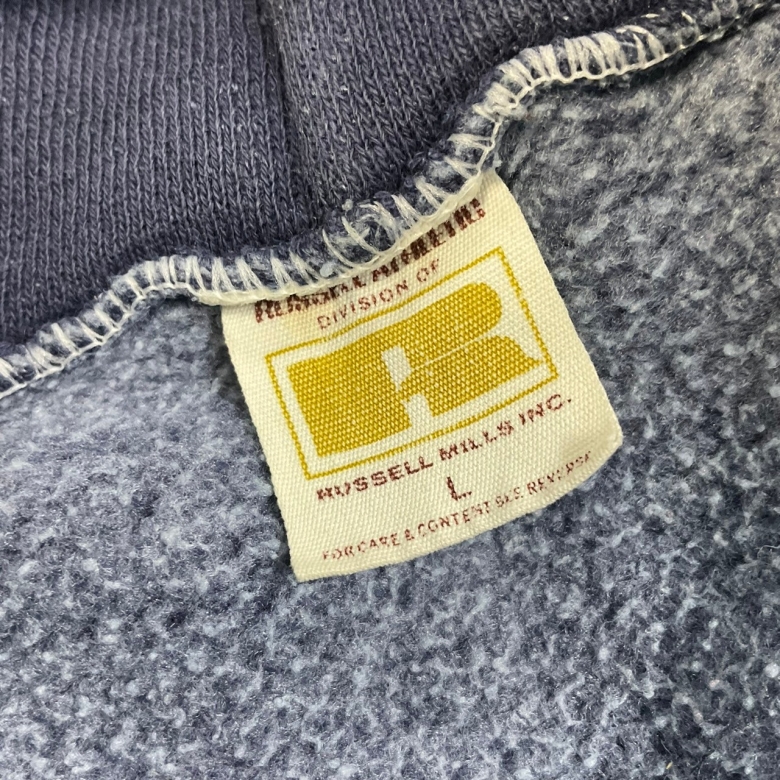 RUSSELL ATHLETIC
DIVISION OF
R
RUSSELL MILLS INC.
L
FOR CARE & CONTENT SEE REVERSE